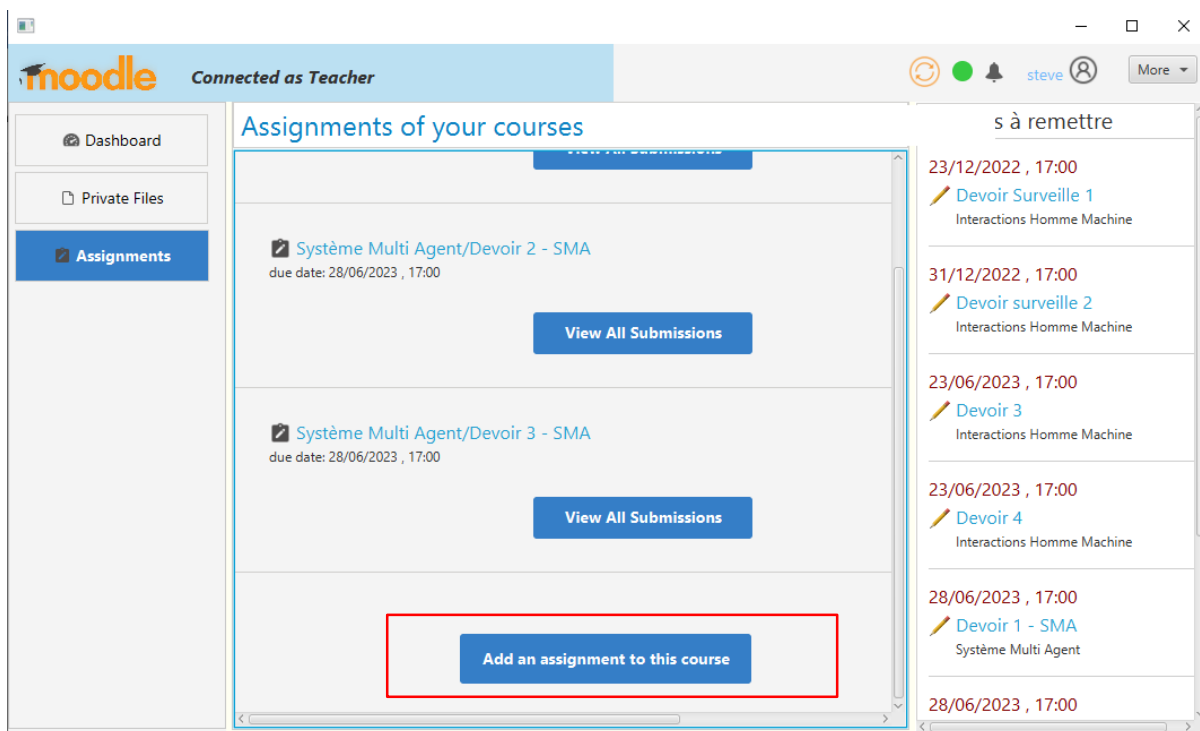 moodle
Connected as Teacher
steve
More
Dashboard
Private Files
Assignments
Assignments of your courses
View All Submissions
Système Multi Agent/Devoir 2 - SMA
due date: 28/06/2023 , 17:00
View All Submissions
Système Multi Agent/Devoir 3 - SMA
due date: 28/06/2023 , 17:00
View All Submissions
Add an assignment to this course
s à remettre
23/12/2022 , 17:00
Devoir Surveille 1
Interactions Homme Machine
31/12/2022 , 17:00
Devoir surveille 2
Interactions Homme Machine
23/06/2023 , 17:00
Devoir 3
Interactions Homme Machine
23/06/2023 , 17:00
Devoir 4
Interactions Homme Machine
28/06/2023 , 17:00
Devoir 1 - SMA
Système Multi Agent
28/06/2023 , 17:00